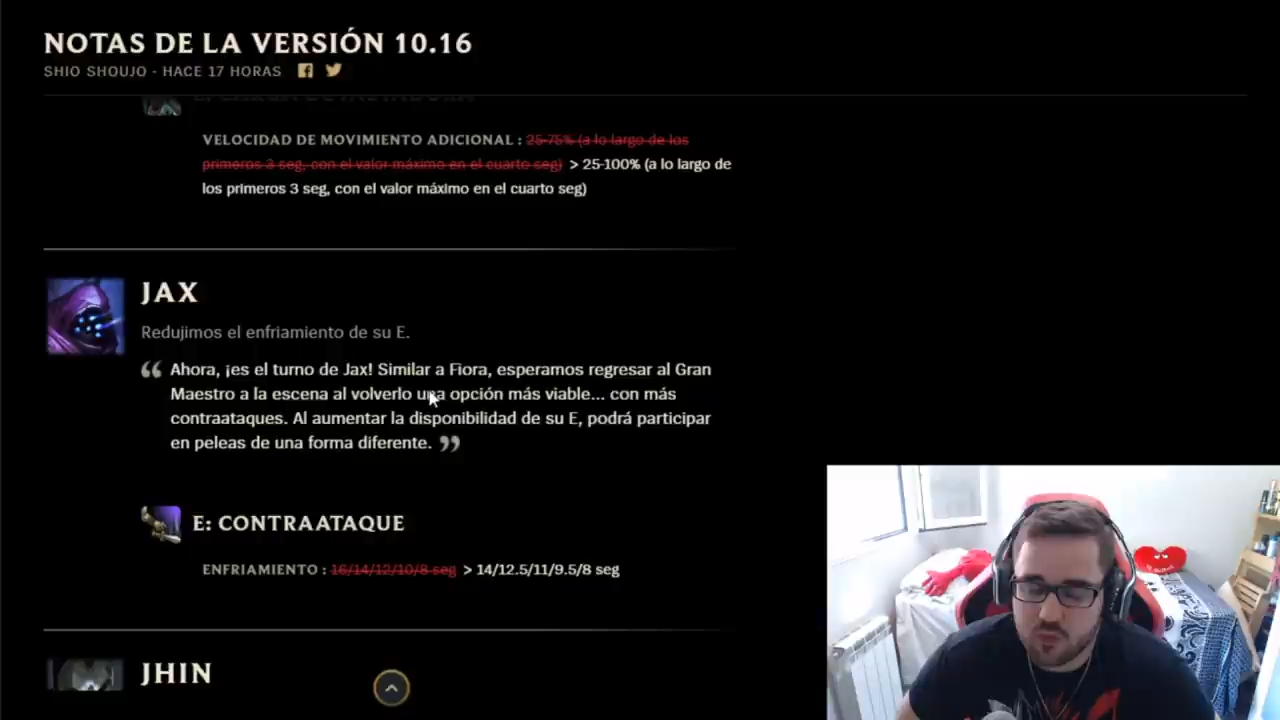 NOTAS DE LA VERSIÓN 10.16
SHIO SHOUJO - HACE 17 HORAS
VELOCIDAD DE MOVIMIENTO ADICIONAL : 25-75% (a lo largo de los
primeros 3 seg, con el valor máximo en el cuarto seg) > 25-100% (a lo largo de
los primeros 3 seg, con el valor máximo en el cuarto seg)
JAX
Redujimos el enfriamiento de su E.
Ahora, ¡es el turno de Jax! Similar a Fiora, esperamos regresar al Gran
Maestro a la escena al volverlo una opción más viable... con más
contraataques. Al aumentar la disponibilidad de su E, podrá participar
en peleas de una forma diferente.
E: CONTRAATAQUE
ENFRIAMIENTO : 16/14/12/10/8 seg > 14/12.5/11/9.5/8 seg
JHIN